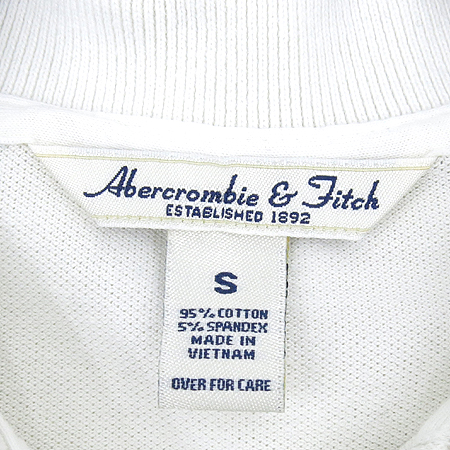 Abercrombie & Fitch
ESTABLISHED 1892
S
95% COTTON
5% SPANDEX
MADE IN
VIETNAM
OVER FOR CARE